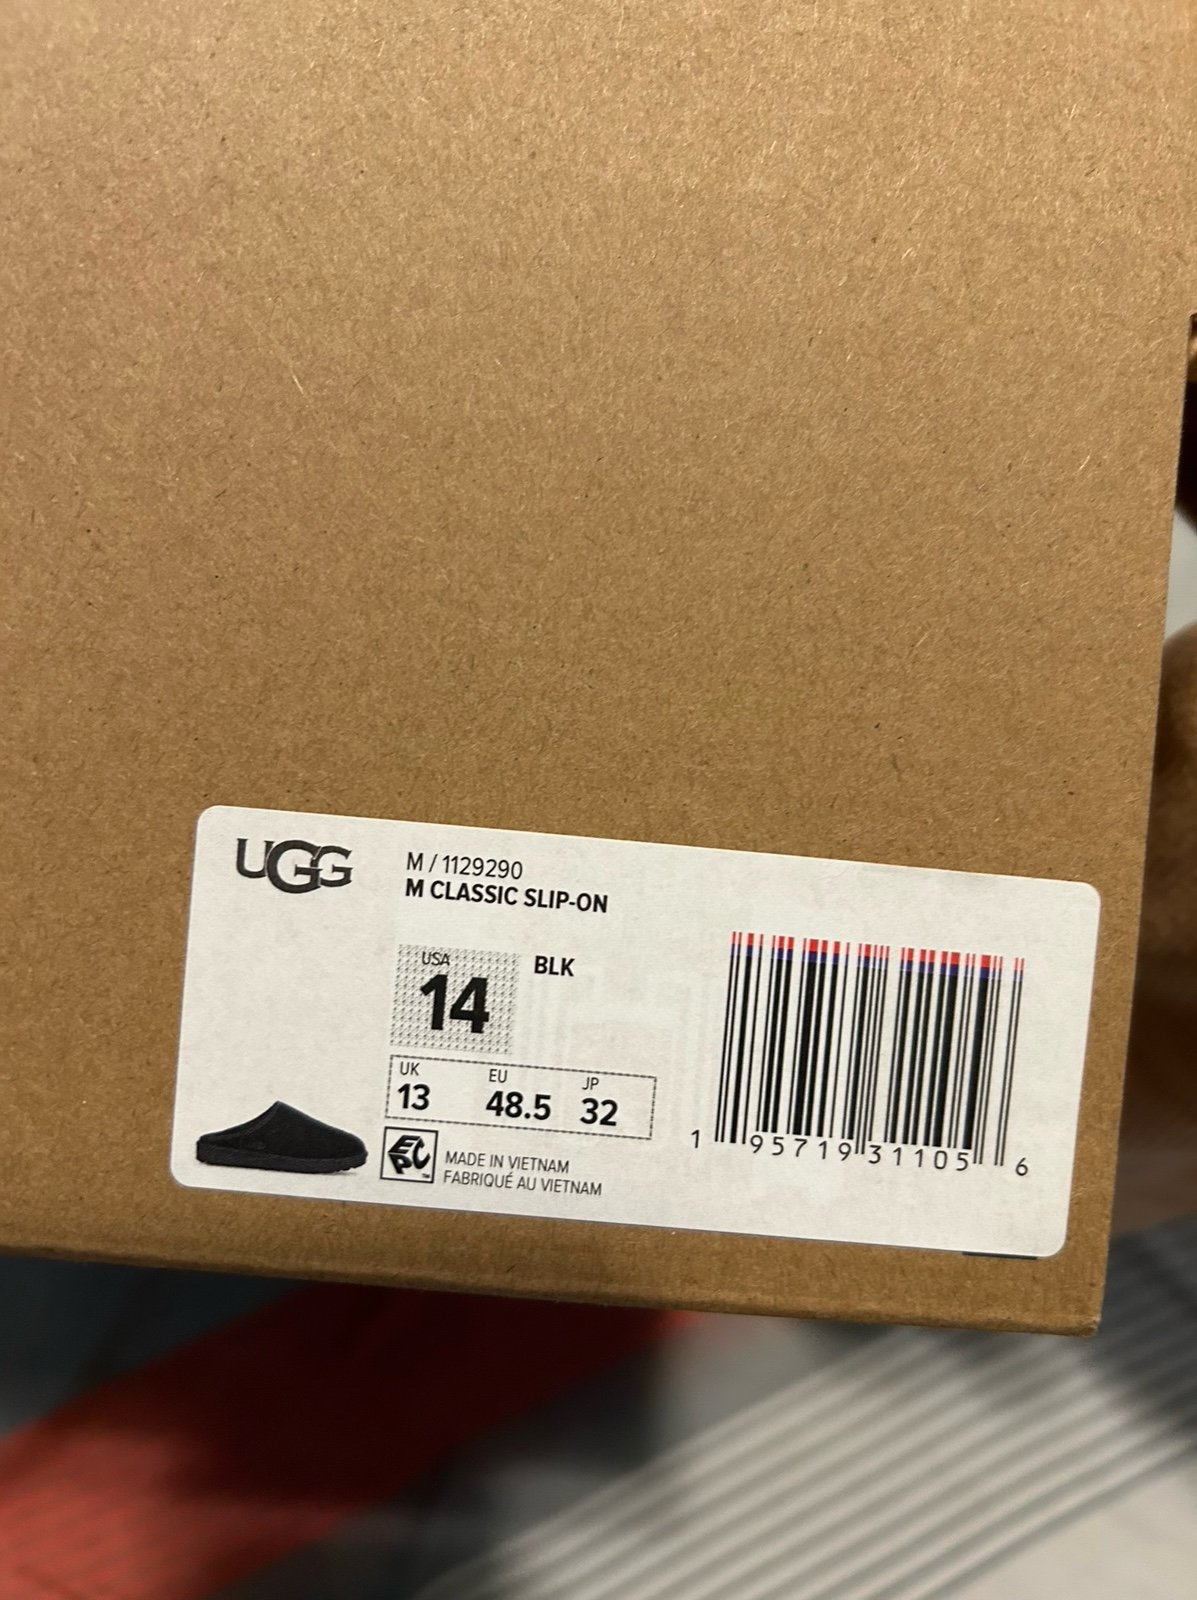 UGG
M / 1129290
M CLASSIC SLIP-ON
USA
14
BLK
UK
13
EU
48.5
JP
32
EPC™
MADE IN VIETNAM
FABRIQUÉ AU VIETNAM
1 95719 31105 6